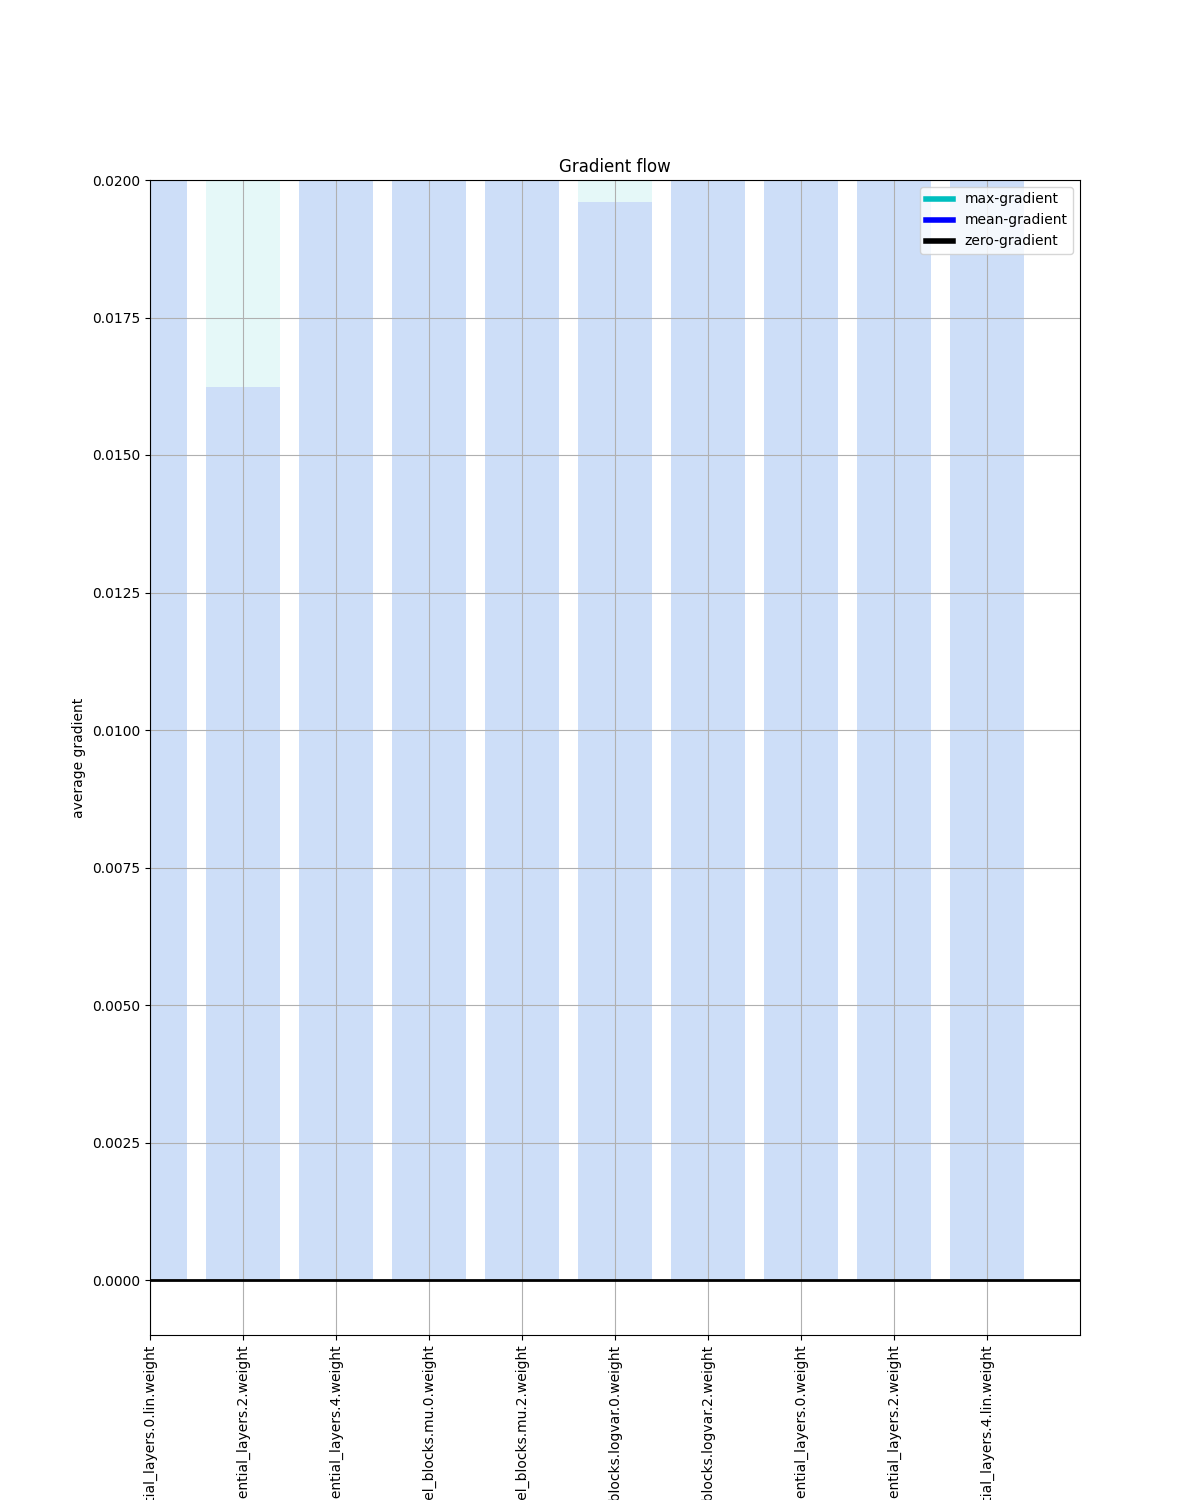 Gradient flow
max-gradient
mean-gradient
zero-gradient
0.0200
0.0175
0.0150
0.0125
0.0100
0.0075
0.0050
0.0025
0.0000
average gradient
tial_layers.0.lin.weight
ential_layers.2.weight
ential_layers.4.weight
el_blocks.mu.0.weight
el_blocks.mu.2.weight
blocks.logvar.0.weight
blocks.logvar.2.weight
ential_layers.0.weight
ential_layers.2.weight
tial_layers.4.lin.weight